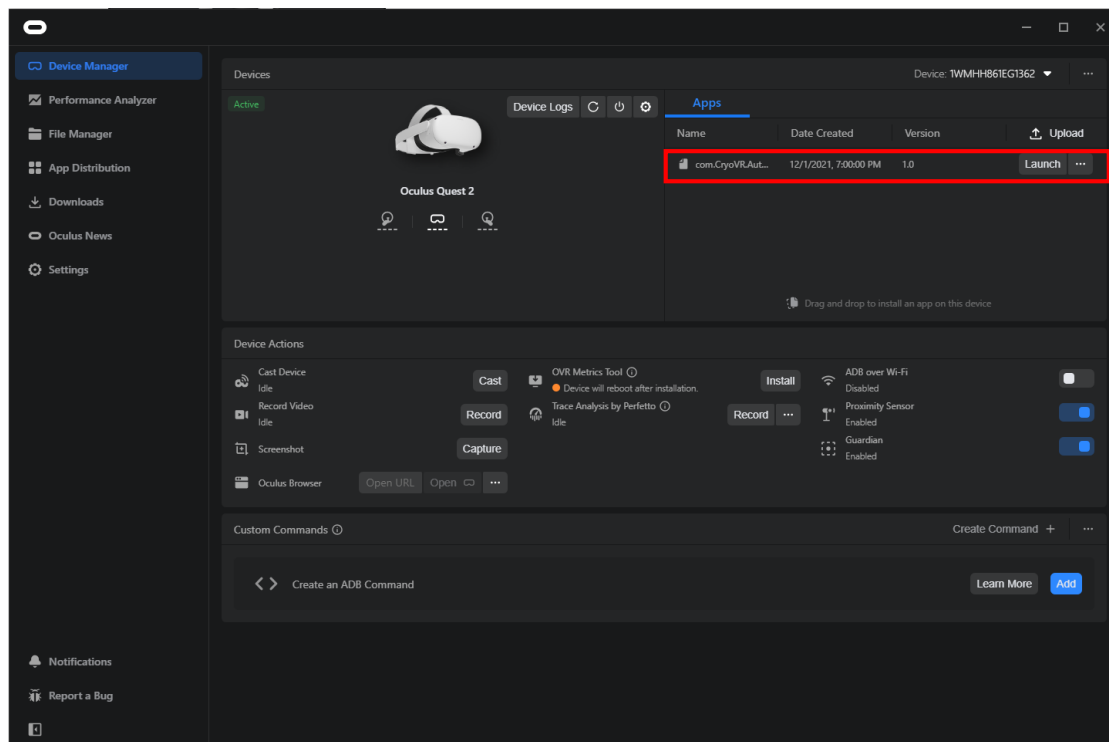 Device Manager
Performance Analyzer
File Manager
App Distribution
Downloads
Oculus News
Settings
Notifications
Report a Bug
Devices
Device: 1WMHH861EG1362
Active
Device Logs
Oculus Quest 2
Apps
Name Date Created Version Upload
com.CryoVR.Aut... 12/1/2021, 7:00:00 PM 1.0 Launch
Drag and drop to install an app on this device
Device Actions
Cast Device
Idle
Cast
Record Video
Idle
Record
Screenshot
Capture
Oculus Browser
Open URL Open
OVR Metrics Tool
Device will reboot after installation.
Install
Trace Analysis by Perfetto
Idle
Record
ADB over Wi-Fi
Disabled
Proximity Sensor
Enabled
Guardian
Enabled
Custom Commands
Create Command +
Create an ADB Command
Learn More Add